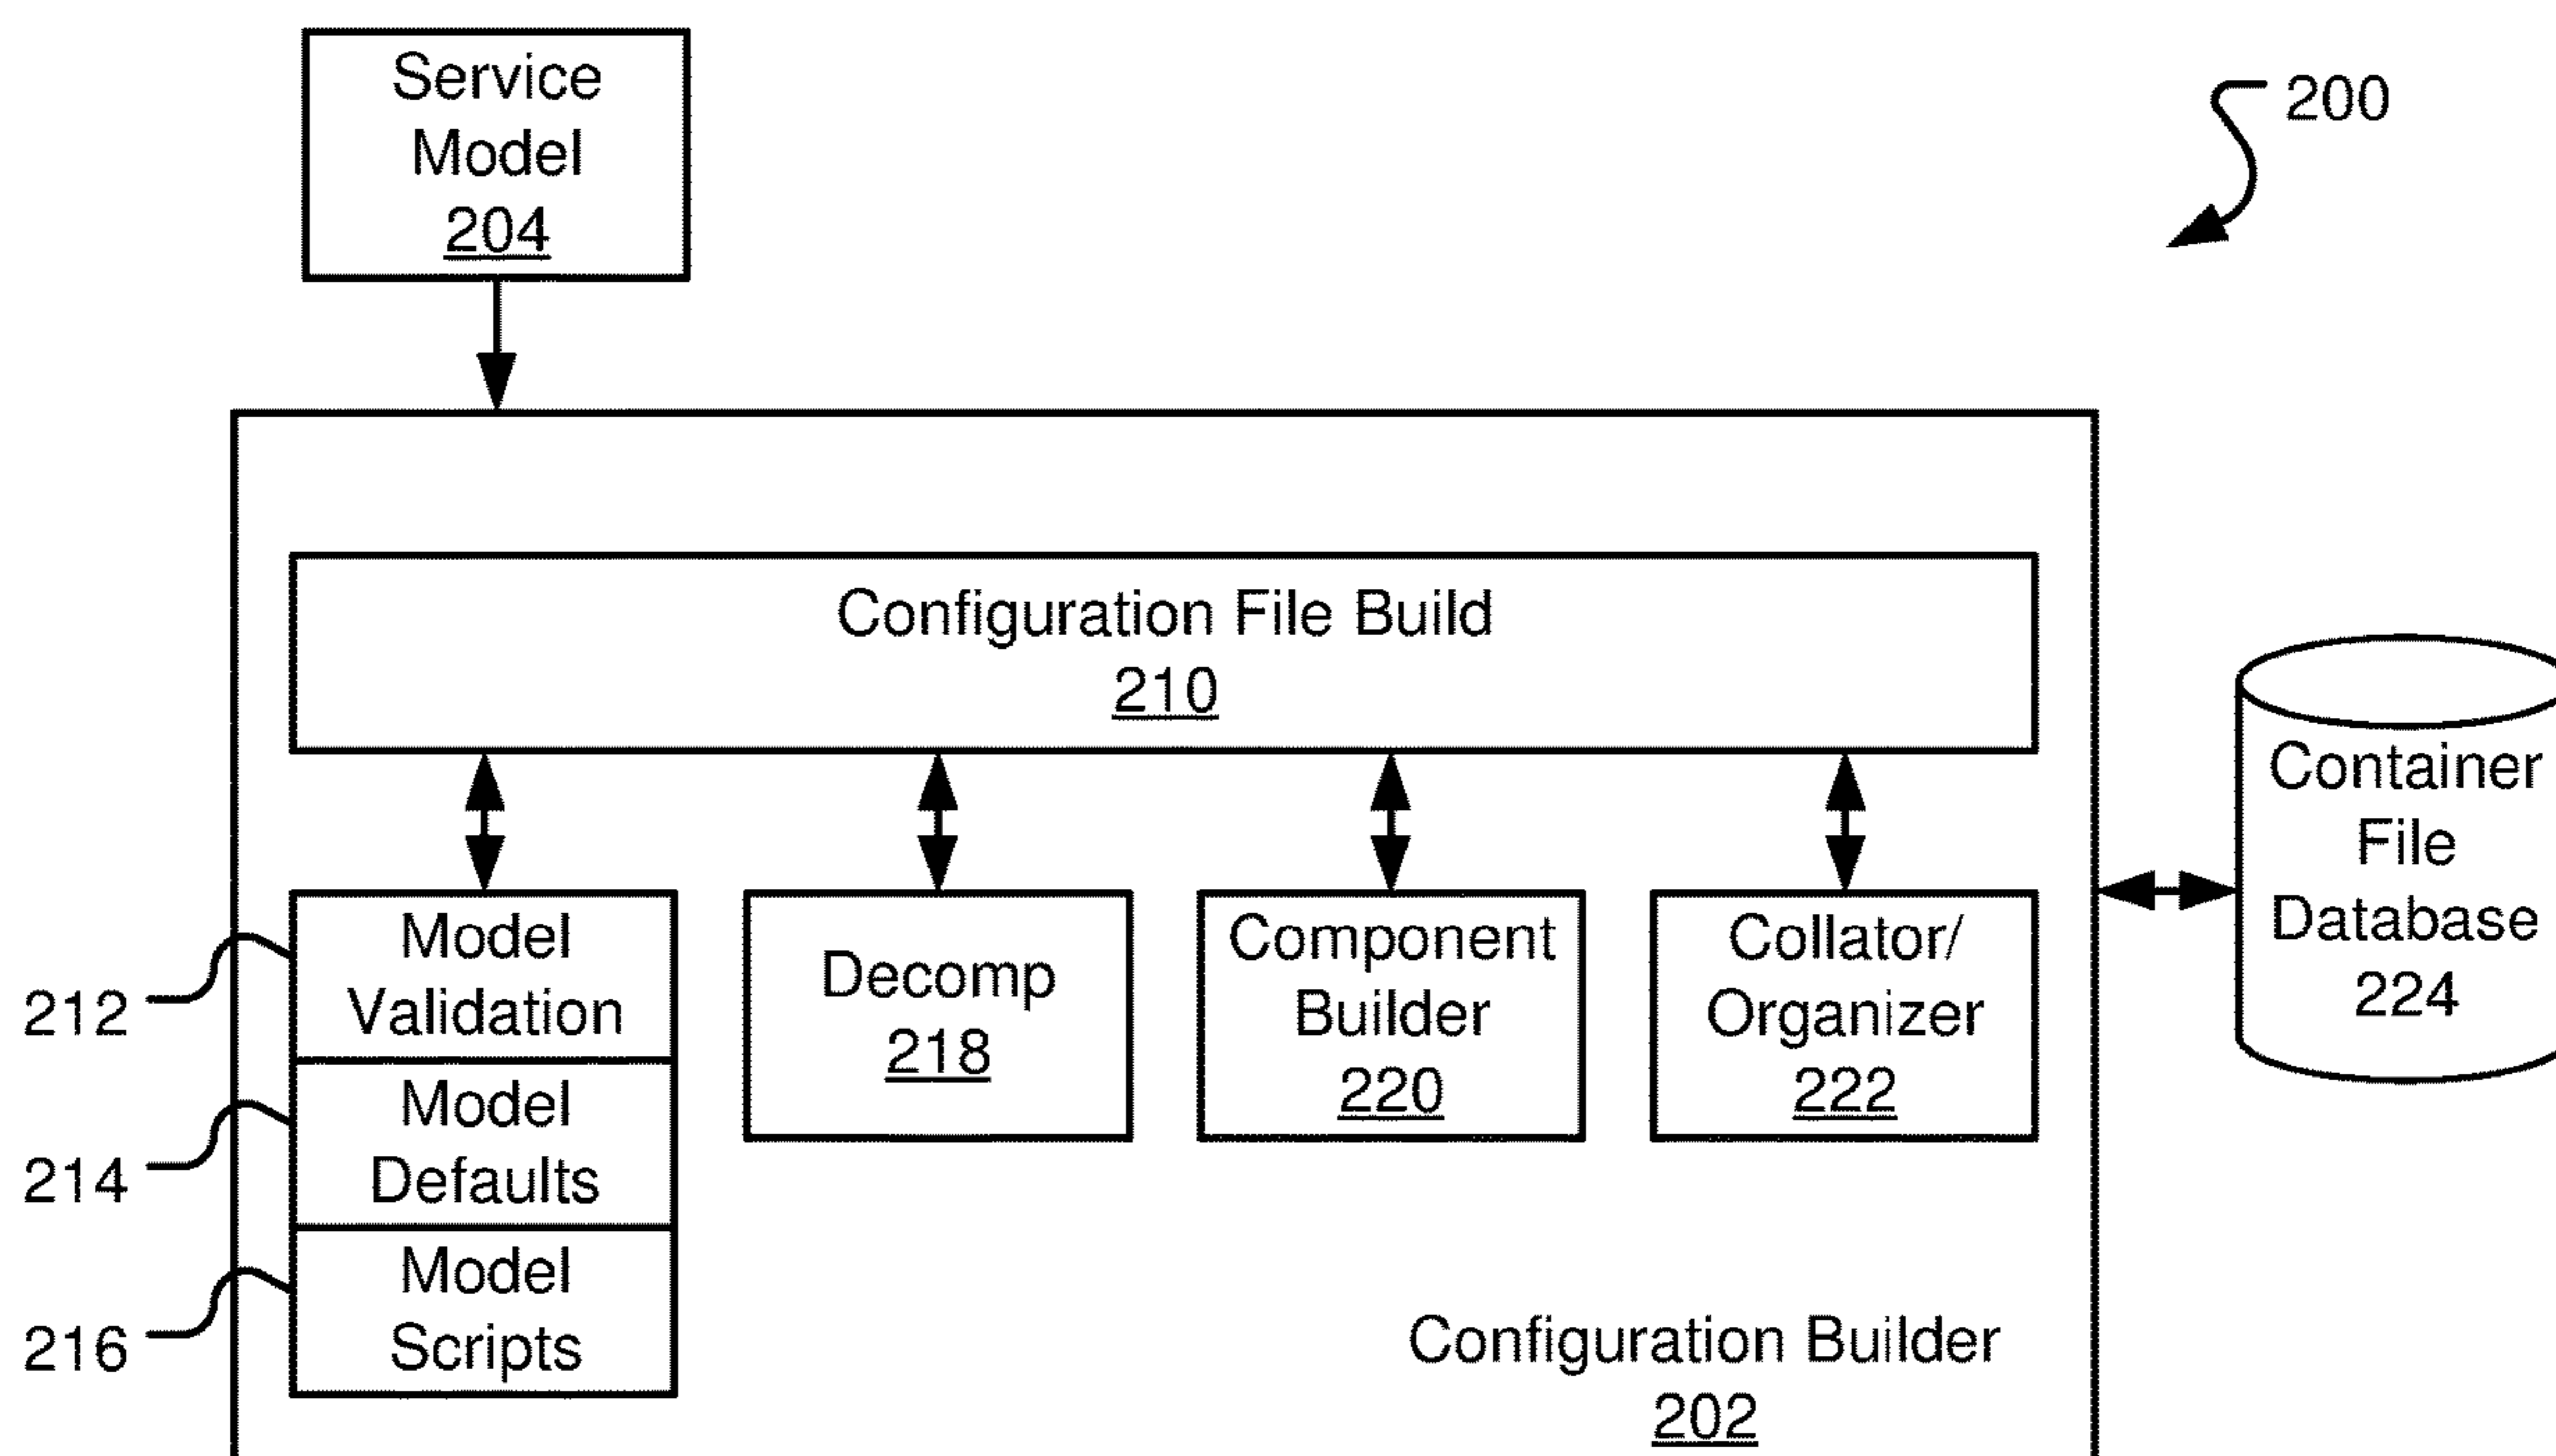 Service
Model
204
200
Configuration File Build
210
212
Model
Validation
214
Model
Defaults
216
Model
Scripts
Decomp
218
Component
Builder
220
Collator/
Organizer
222
Container
File
Database
224
Configuration Builder
202